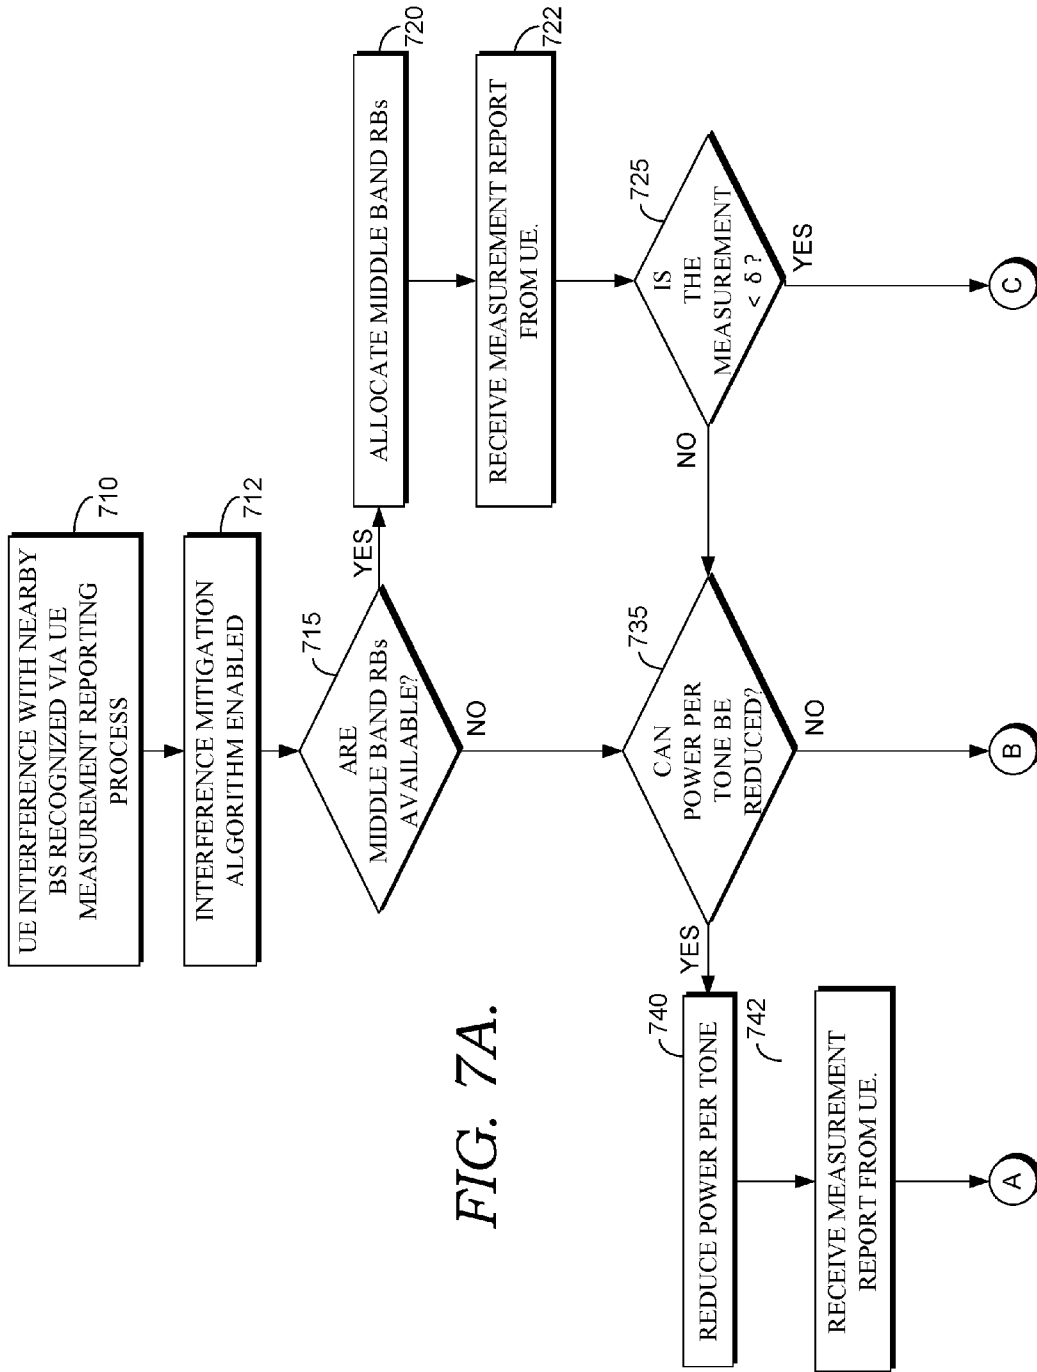 UE INTERFERENCE WITH NEARBY
BS RECOGNIZED VIA UE
MEASUREMENT REPORTING
PROCESS
710
INTERFERENCE MITIGATION
ALGORITHM ENABLED
712
ARE
MIDDLE BAND RBs
AVAILABLE?
715
YES
NO
ALLOCATE MIDDLE BAND RBs
720
RECEIVE MEASUREMENT REPORT
FROM UE.
722
IS
THE
MEASUREMENT
< δ ?
725
NO
YES
CAN
POWER PER
TONE BE
REDUCED?
735
YES
NO
REDUCE POWER PER TONE
740
742
RECEIVE MEASUREMENT
REPORT FROM UE.
A
B
C
FIG. 7A.